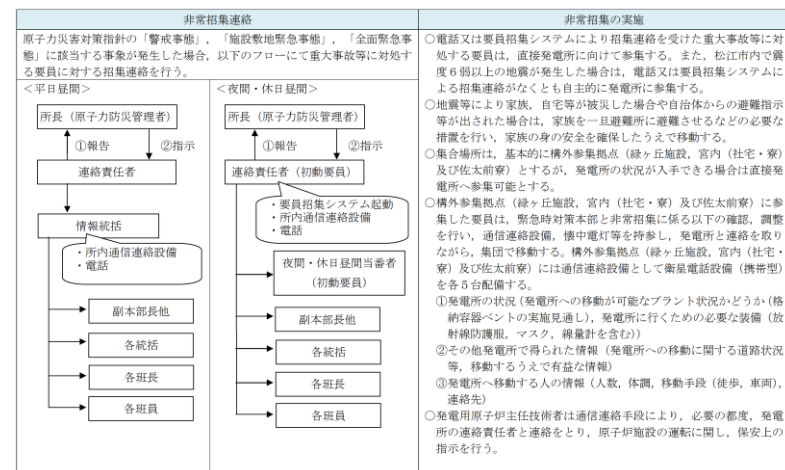 非常招集連絡
原子力災害対策指針の「警戒事態」，「施設敷地緊急事態」，「全面緊急事
態」に該当する事象が発生した場合，以下のフローにて重大事故等に対処す
る要員に対する招集連絡を行う。
＜平日昼間＞
所長（原子力防災管理者）
①報告
②指示
連絡責任者
情報統括
・所内通信連絡設備
・電話
副本部長他
各統括
各班長
各班員
＜夜間・休日昼間＞
所長（原子力防災管理者）
①報告
②指示
連絡責任者（初動要員）
・要員招集システム起動
・所内通信連絡設備
・電話
夜間・休日昼間当番者
（初動要員）
副本部長他
各統括
各班長
各班員
非常招集の実施
○電話又は要員招集システムにより招集連絡を受けた重大事故等に対
処する要員は，直接発電所に向けて参集する。また，松江市内で震
度６弱以上の地震が発生した場合は，電話又は要員招集システムに
よる招集連絡がなくとも自主的に発電所に参集する。
○地震等により家族，自宅等が被災した場合や自治体からの避難指示
等が出された場合は，家族を一旦避難所に避難させるなどの必要な
措置を行い，家族の身の安全を確保したうえで移動する。
○集合場所は，基本的に構外参集拠点（緑ヶ丘施設，宮内（社宅・寮）
及び佐太前寮）とするが，発電所の状況が入手できる場合は直接発
電所へ参集可能とする。
○構外参集拠点（緑ヶ丘施設，宮内（社宅・寮）及び佐太前寮）に参
集した要員は，緊急時対策本部と非常招集に係る以下の確認，調整
を行い，通信連絡設備，懐中電灯等を持参し，発電所と連絡を取り
ながら，集団で移動する。構外参集拠点（緑ヶ丘施設，宮内（社宅・
寮）及び佐太前寮）には通信連絡設備として衛星電話設備（携帯型）
を各５台配備する。
①発電所の状況（発電所への移動が可能なプラント状況かどうか（格
納容器ベントの実施見通し），発電所に行くための必要な装備（放
射線防護服，マスク，線量計を含む））
②その他発電所で得られた情報（発電所への移動に関する道路状況
等，移動するうえで有益な情報）
③発電所へ移動する人の情報（人数，体調，移動手段（徒歩，車両），
連絡先）
○発電用原子炉主任技術者は通信連絡手段により，必要の都度，発電
所の連絡責任者と連絡をとり，原子炉施設の運転に関し，保安上の
指示を行う。